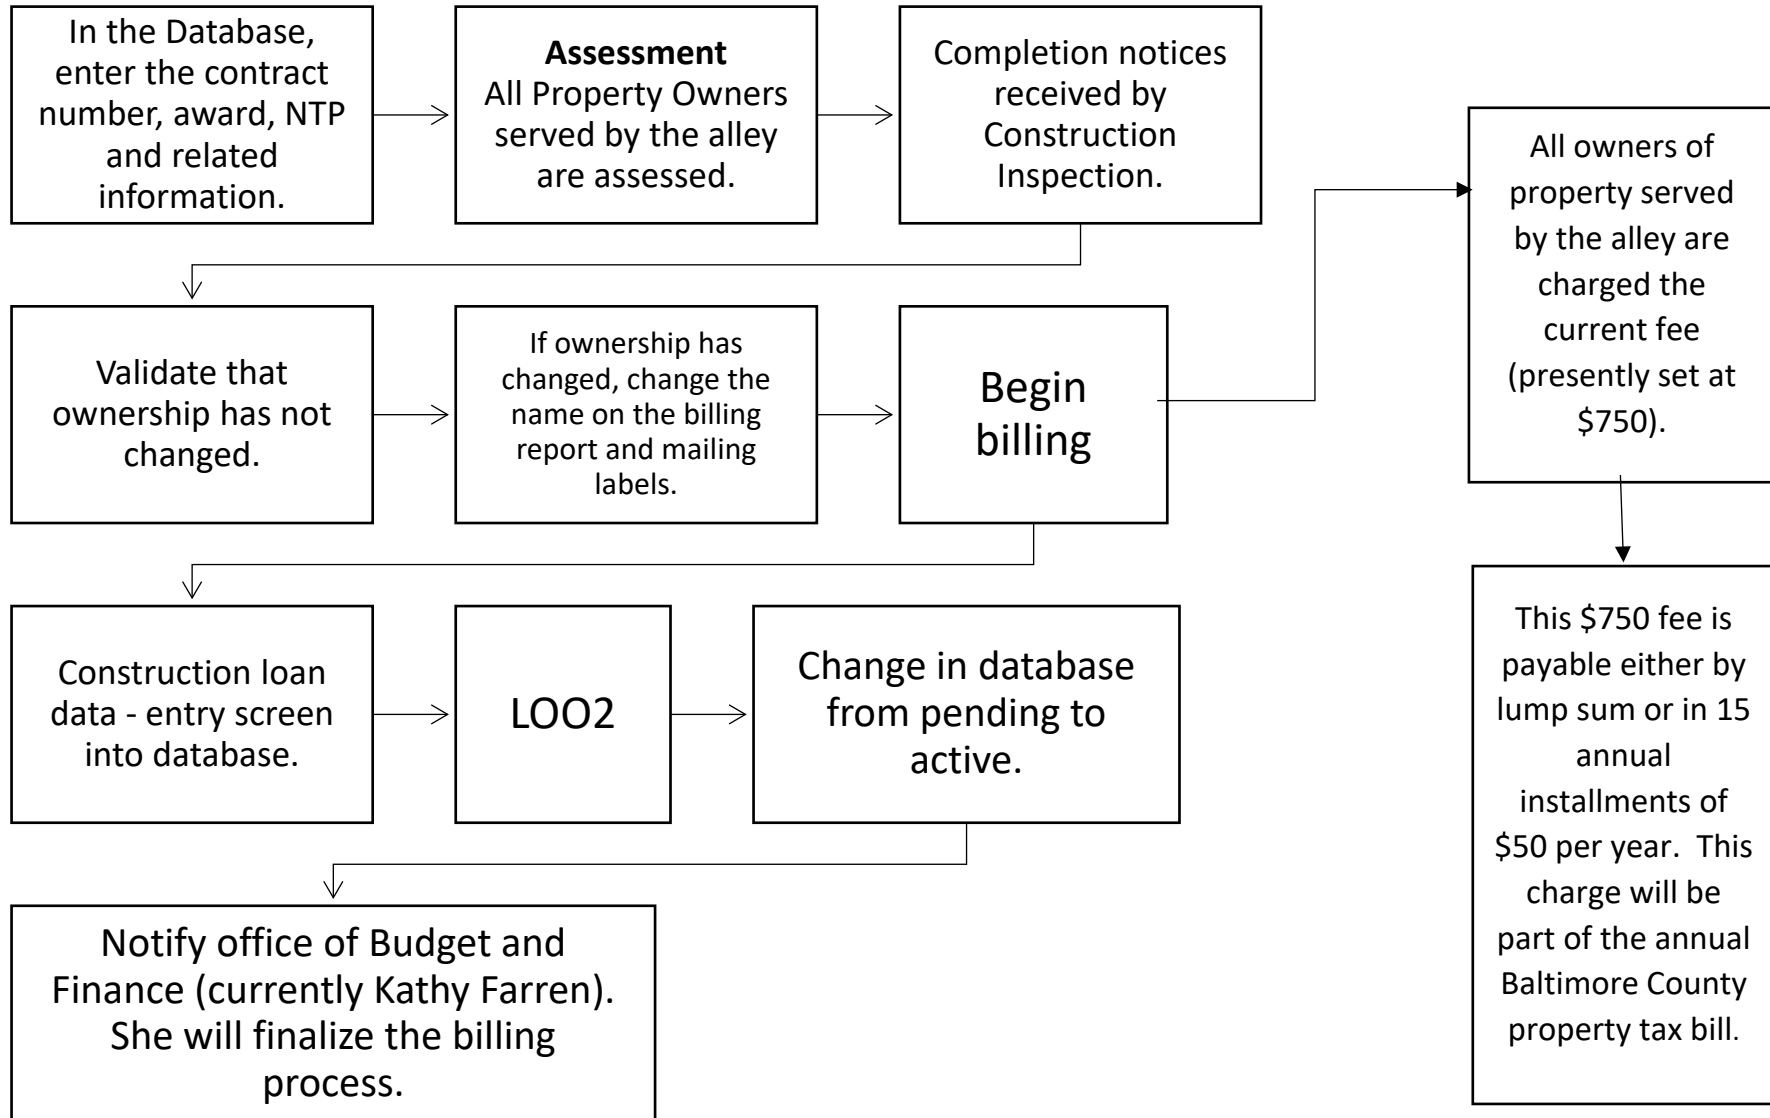 In the Database,
enter the contract
number, award, NTP
and related
information.
Assessment
All Property Owners
served by the alley
are assessed.
Completion notices
received by
Construction
Inspection.
Validate that
ownership has not
changed.
If ownership has
changed, change the
name on the billing
report and mailing
labels.
Begin
billing
All owners of
property served
by the alley are
charged the
current fee
(presently set at
$750).
This $750 fee is
payable either by
lump sum or in 15
annual
installments of
$50 per year.  This
charge will be
part of the annual
Baltimore County
property tax bill.
Construction loan
data - entry screen
into database.
LOO2
Change in database
from pending to
active.
Notify office of Budget and
Finance (currently Kathy Farren).
She will finalize the billing
process.